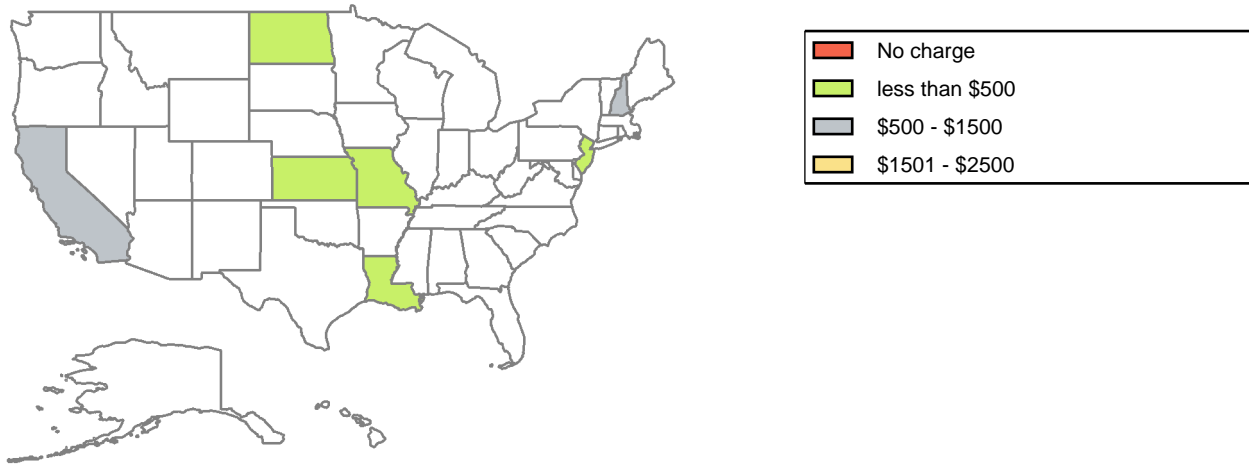 No charge
less than $500
$500 - $1500
$1501 - $2500